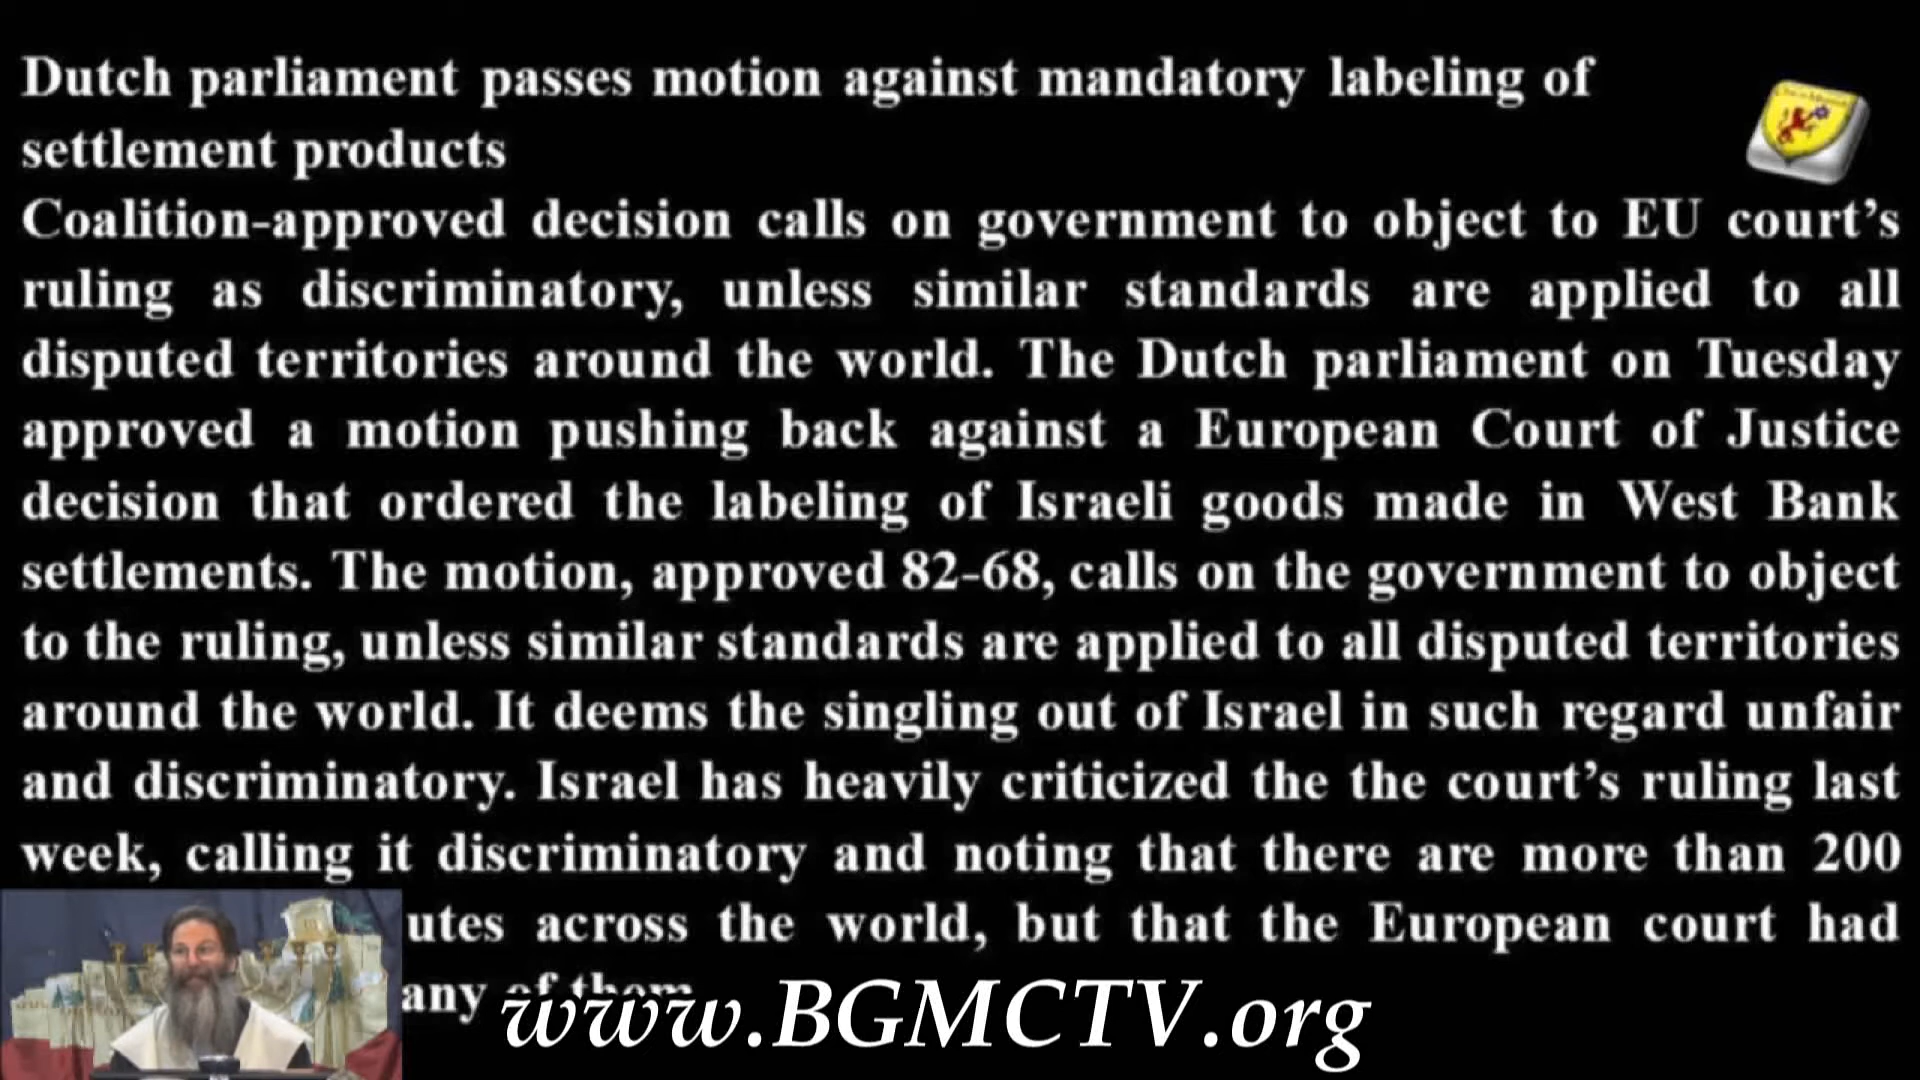 Dutch parliament passes motion against mandatory labeling of
settlement products
Coalition-approved decision calls on government to object to EU court’s
ruling as discriminatory, unless similar standards are applied to all
disputed territories around the world. The Dutch parliament on Tuesday
approved a motion pushing back against a European Court of Justice
decision that ordered the labeling of Israeli goods made in West Bank
settlements. The motion, approved 82-68, calls on the government to object
to the ruling, unless similar standards are applied to all disputed territories
around the world. It deems the singling out of Israel in such regard unfair
and discriminatory. Israel has heavily criticized the the court’s ruling last
week, calling it discriminatory and noting that there are more than 200
utes across the world, but that the European court had
any of them
www.BGMCTV.org